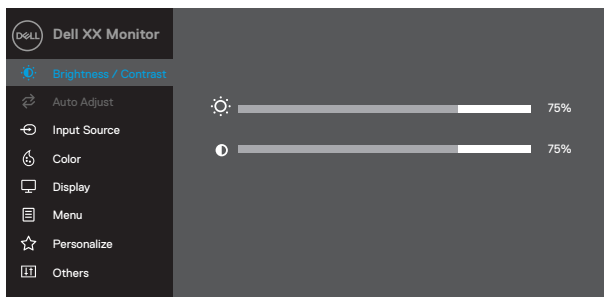 DELL
Dell XX Monitor
Brightness / Contrast
Auto Adjust
75%
Input Source
Color
75%
Display
Menu
Personalize
Others